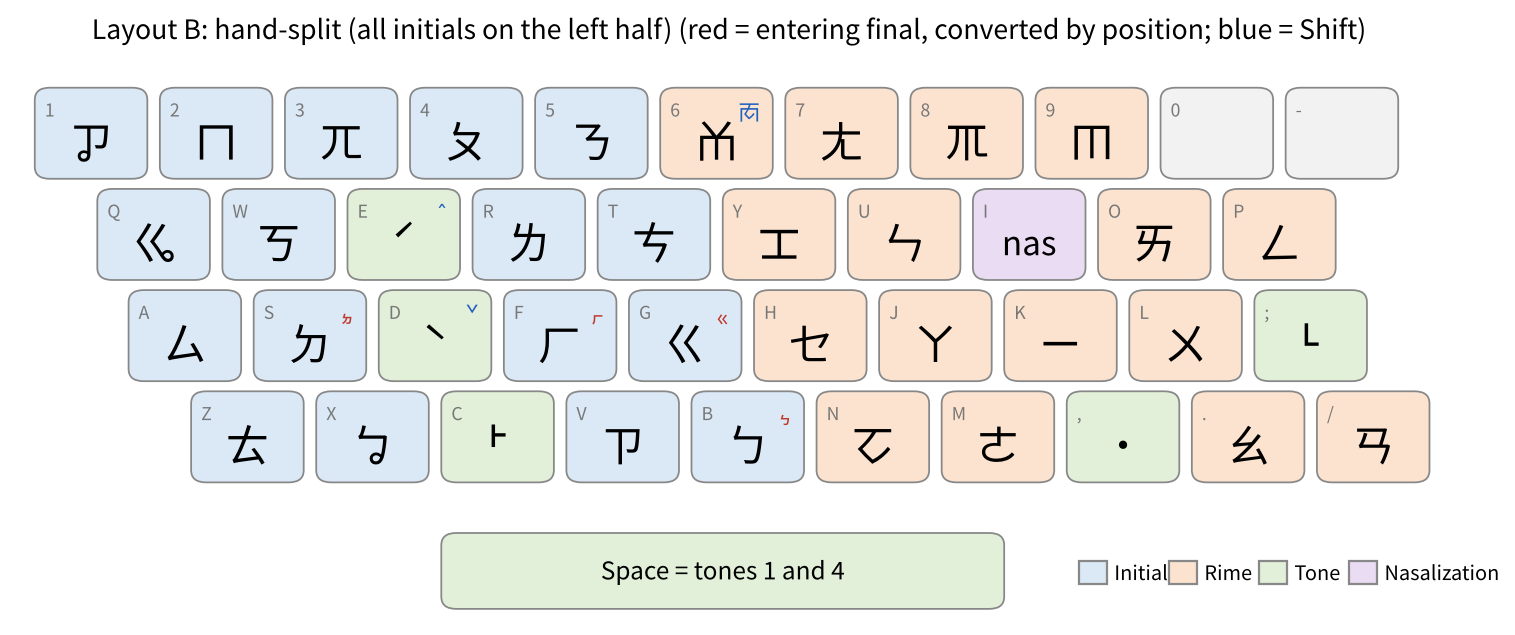 Layout B: hand-split (all initials on the left half) (red = entering final, converted by position; blue = Shift)
1 ㆡ 2 ㄇ 3 ㄫ 4 ㄆ 5 ㄋ 6 ㆯ ㆮ 7 ㄤ 8 ㆭ 9 ㆬ 0 -
Q ㆣ W ㄎ E ˊ ˆ R ㄌ T ㄘ Y ㆤ U ㄣ I nas O ㆰ P ㄥ
A ㄙ S ㄉ ㆵ D ˋ ˇ F ㄏ ㆷ G ㄍ ㆶ H ㄝ J ㄚ K ㄧ L ㄨ ; ˪
Z ㄊ X ㆠ C ˫ V ㄗ B ㄅ ㆴ N ㆦ M ㄜ , ˙ . ㄠ / ㄢ
Space = tones 1 and 4
Initial Rime Tone Nasalization